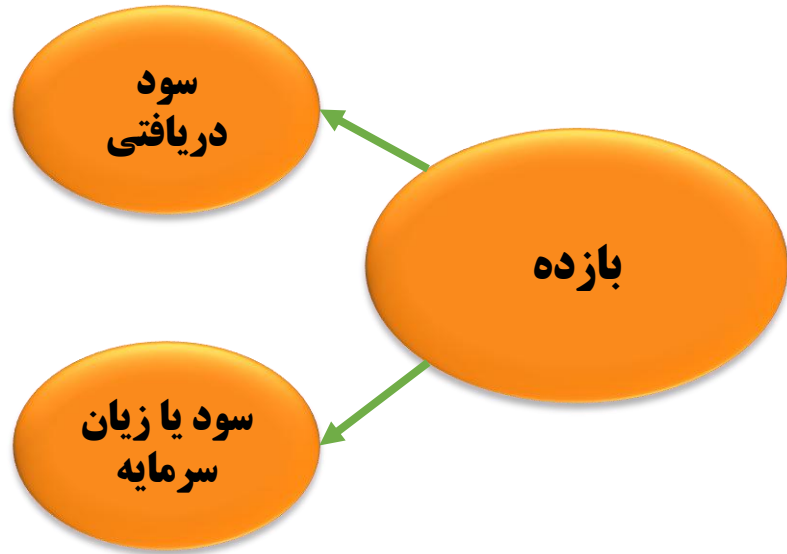 بازده
سود
دریافتی
سود یا زیان
سرمایه